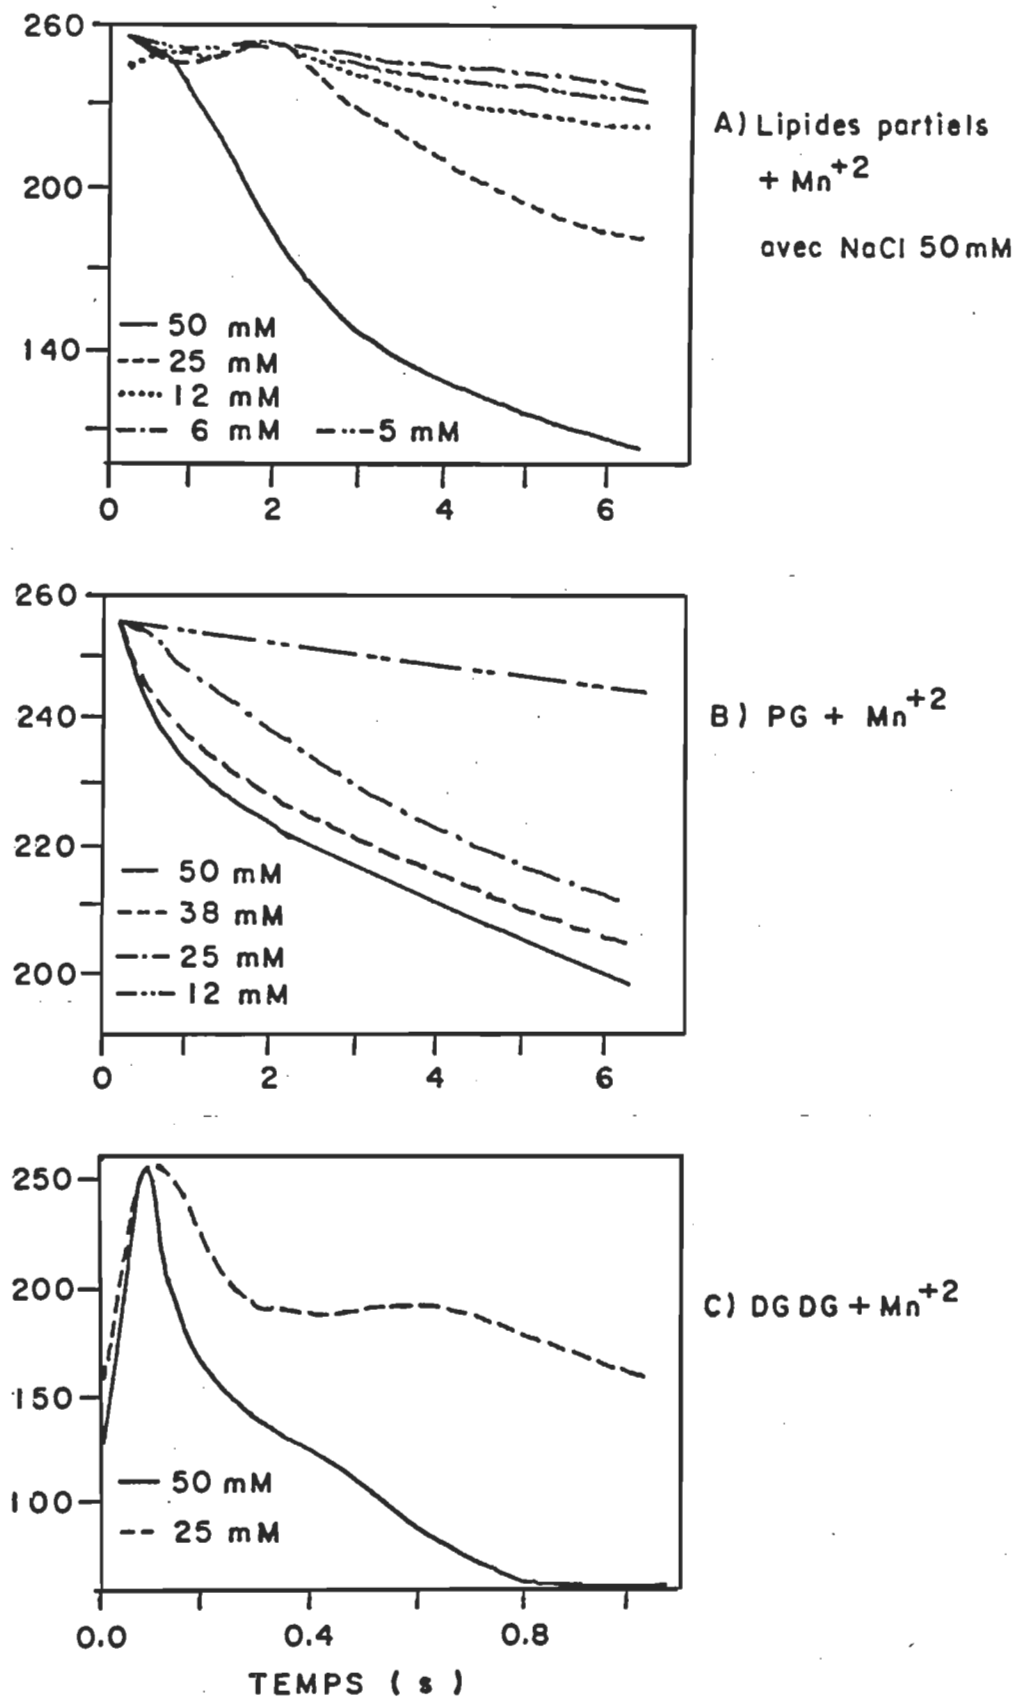 260
200
140
50 mM
25 mM
12 mM
6 mM 5 mM
0 2 4 6
A) Lipides partiels
+ Mn+2
avec NaCl 50 mM
260
240
220
200
50 mM
38 mM
25 mM
12 mM
0 2 4 6
B) PG + Mn+2
250
200
150
100
50 mM
25 mM
0.0 0.4 0.8
TEMPS ( s )
C) DGDG + Mn+2